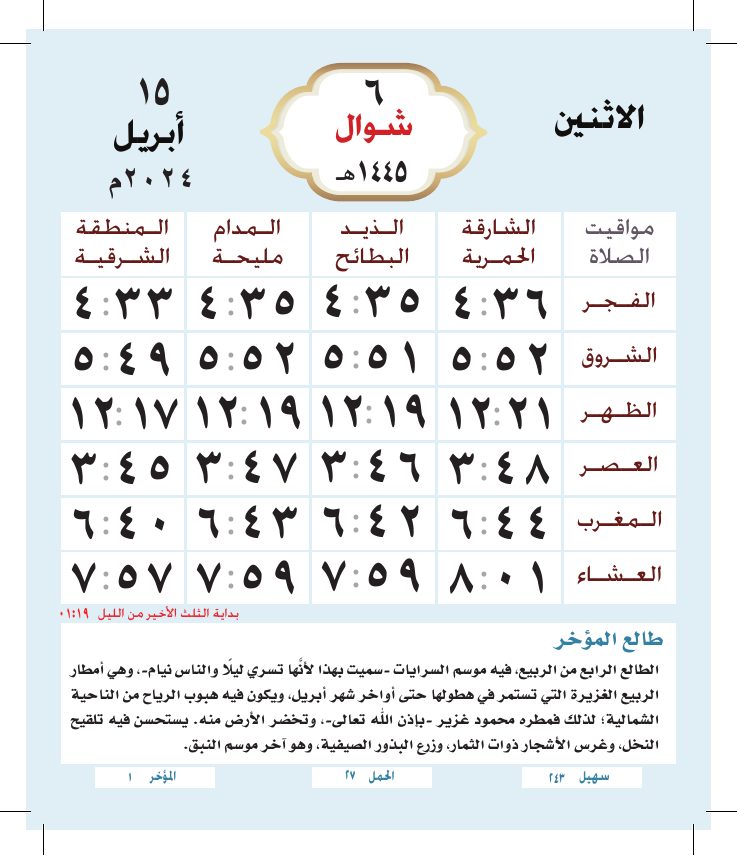 الاثنين
٦
شوال
١٤٤٥هـ
١٥
أبريل
٢٠٢٤م
مواقيت الصلاة
الشارقة الحمرية
الذيد البطائح
المدام مليحة
المنطقة الشرقية
الفجر ٤:٣٦ ٤:٣٥ ٤:٣٥ ٤:٣٣
الشروق ٥:٥٢ ٥:٥١ ٥:٥٢ ٥:٤٩
الظهر ١٢:٢١ ١٢:١٩ ١٢:١٩ ١٢:١٧
العصر ٣:٤٨ ٣:٤٦ ٣:٤٧ ٣:٤٥
المغرب ٦:٤٤ ٦:٤٢ ٦:٤٣ ٦:٤٠
العشاء ٨:٠١ ٧:٥٩ ٧:٥٩ ٧:٥٧
بداية الثلث الأخير من الليل ٠١:١٩
طالع المؤخر
الطالع الرابع من الربيع، فيه موسم السرايات -سميت بهذا لأنَّها تسري ليلًا والناس نيام-، وهي أمطار
الربيع الغزيرة التي تستمر في هطولها حتى أواخر شهر أبريل، ويكون فيه هبوب الرياح من الناحية
الشمالية؛ لذلك فمطره محمود غزير -بإذن الله تعالى-، وتخضر الأرض منه. يستحسن فيه تلقيح
النخل، وغرس الأشجار ذوات الثمار، وزرع البذور الصيفية، وهو آخر موسم النبق.
سهيل ٢٤٣
الحمل ٢٧
المؤخر ١